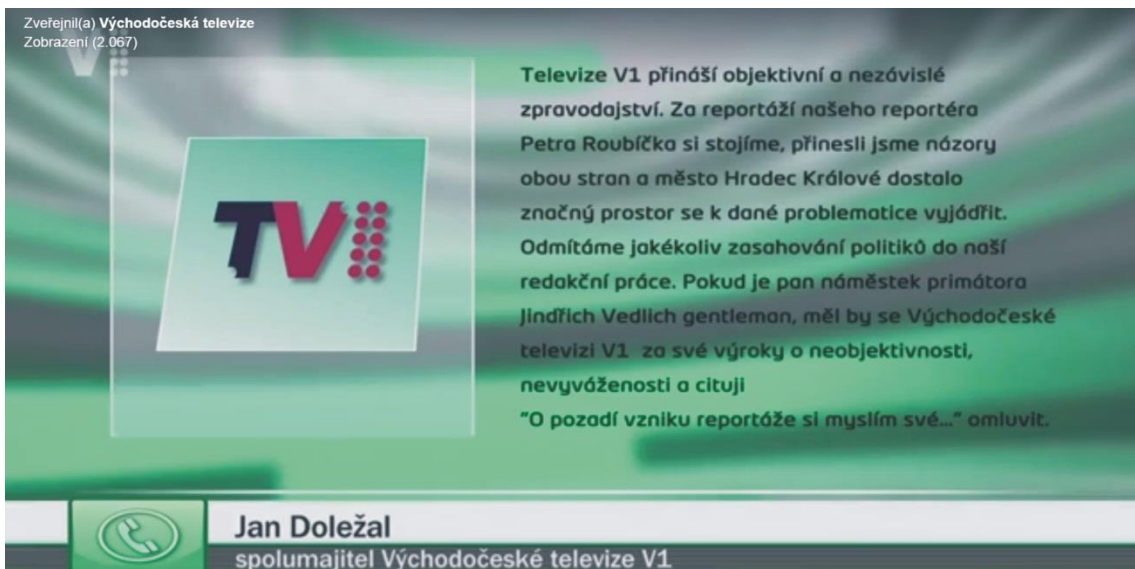 Zveřejnil(a) Východočeská televize
Zobrazení (2.067)
V1
TV1
Televize V1 přináší objektivní a nezávislé
zpravodajství. Za reportáží našeho reportéra
Petra Roubíčka si stojíme, přinesli jsme názory
obou stran a město Hradec Králové dostalo
značný prostor se k dané problematice vyjádřit.
Odmítáme jakékoliv zasahování politiků do naší
redakční práce. Pokud je pan náměstek primátora
Jindřich Vedlich gentleman, měl by se Východočeské
televizi V1 za své výroky o neobjektivnosti,
nevyváženosti a cituji
"O pozadí vzniku reportáže si myslím své..." omluvit.
Jan Doležal
spolumajitel Východočeské televize V1